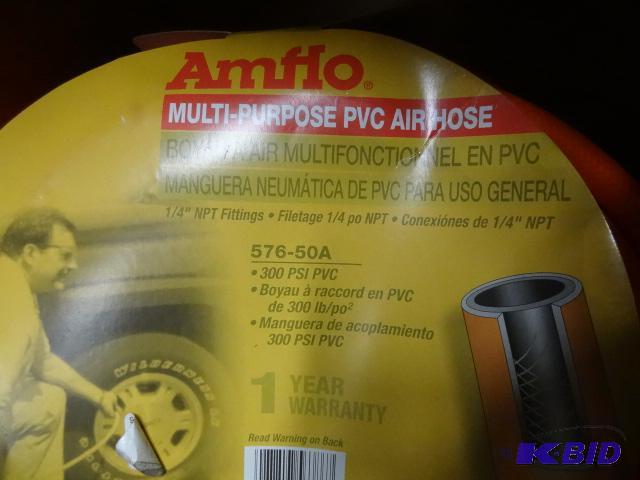 Amflo®
MULTI-PURPOSE PVC AIR HOSE
BOYAU À AIR MULTIFONCTIONNEL EN PVC
MANGUERA NEUMÁTICA DE PVC PARA USO GENERAL
1/4" NPT Fittings • Filetage 1/4 po NPT • Conexiónes de 1/4" NPT
576-50A
• 300 PSI PVC
• Boyau à raccord en PVC
de 300 lb/po²
• Manguera de acoplamiento
300 PSI PVC
1 YEAR
WARRANTY
Read Warning on Back
WILDERNESS
K-BID